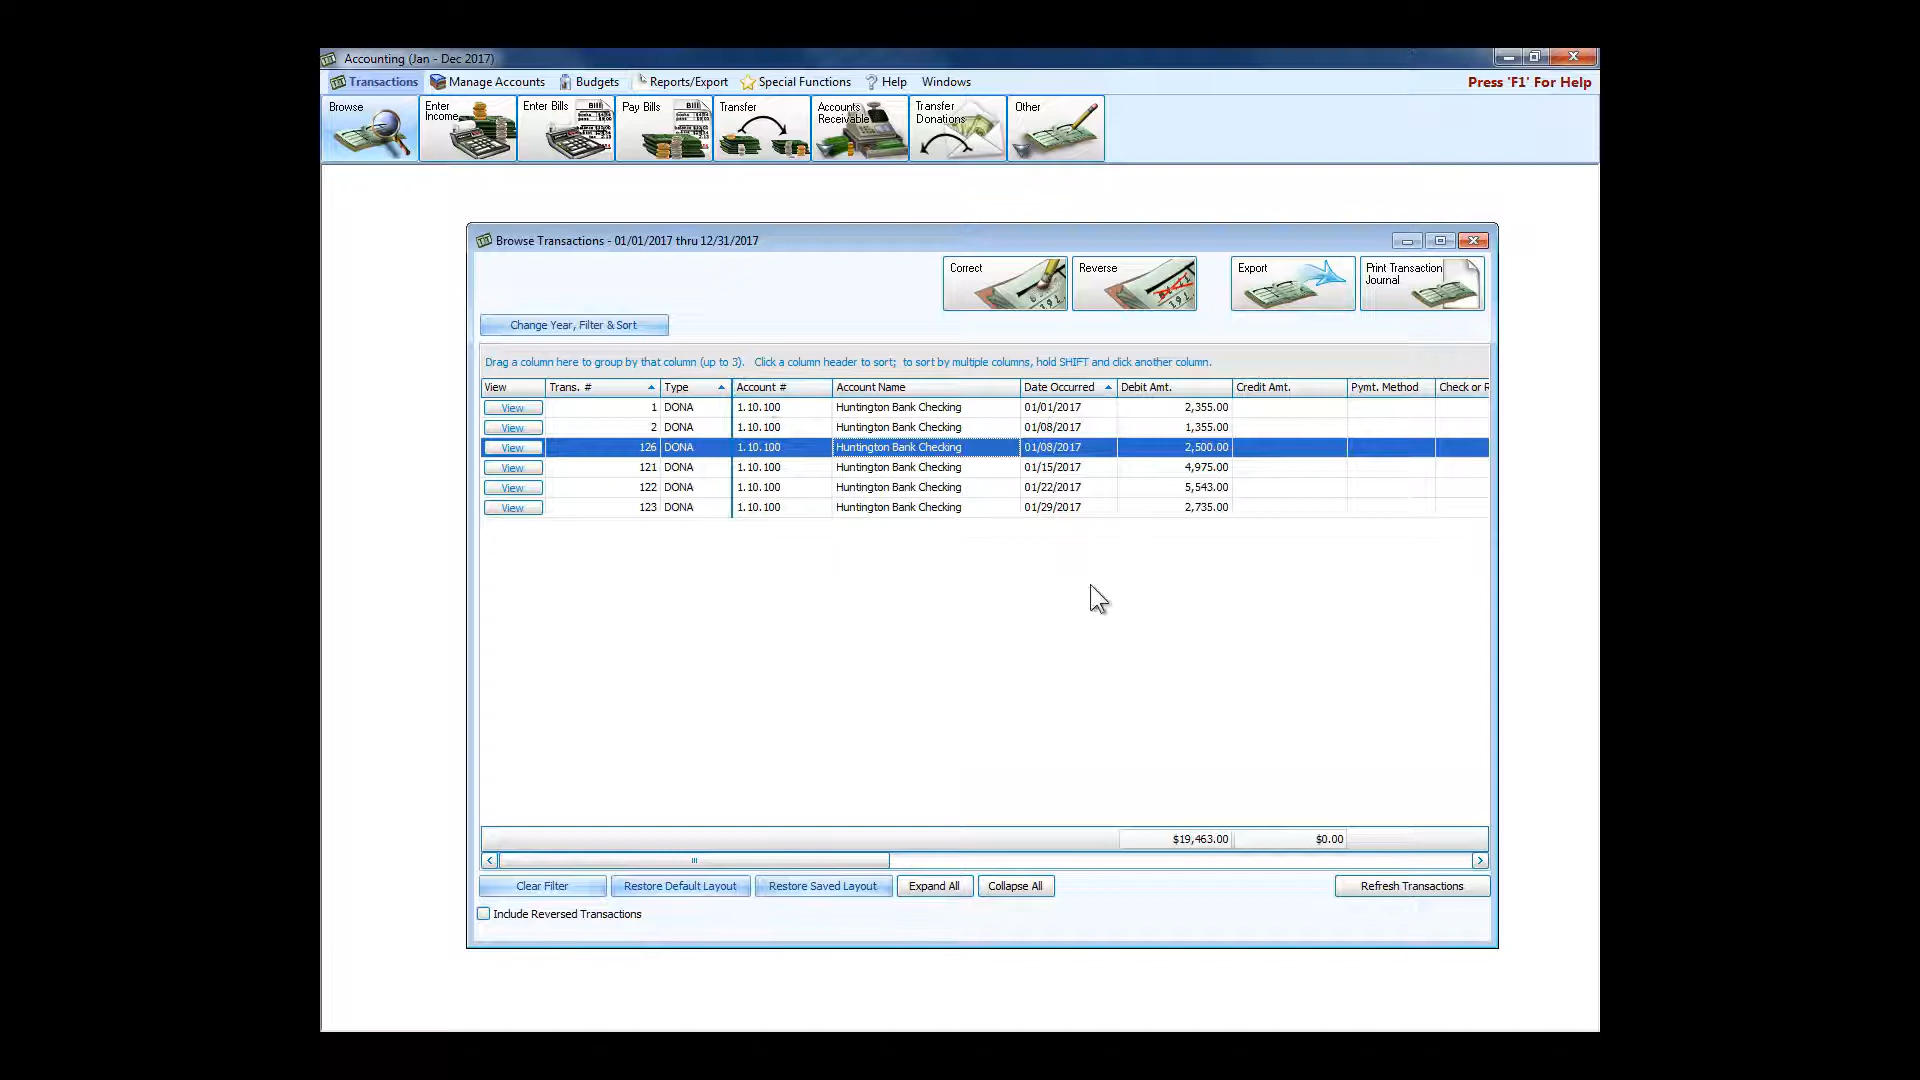 Accounting (Jan - Dec 2017)
Transactions Manage Accounts Budgets Reports/Export Special Functions Help Windows Press 'F1' For Help
Browse Enter Income Enter Bills Pay Bills Transfer Accounts Receivable Transfer Donations Other
Browse Transactions - 01/01/2017 thru 12/31/2017
Correct Reverse Export Print Transaction Journal
Change Year, Filter & Sort
Drag a column here to group by that column (up to 3). Click a column header to sort; to sort by multiple columns, hold SHIFT and click another column.
View Trans. # Type Account # Account Name Date Occurred Debit Amt. Credit Amt. Pymt. Method Check or R
View 1 DONA 1.10.100 Huntington Bank Checking 01/01/2017 2,355.00
View 2 DONA 1.10.100 Huntington Bank Checking 01/08/2017 1,355.00
View 126 DONA 1.10.100 Huntington Bank Checking 01/08/2017 2,500.00
View 121 DONA 1.10.100 Huntington Bank Checking 01/15/2017 4,975.00
View 122 DONA 1.10.100 Huntington Bank Checking 01/22/2017 5,543.00
View 123 DONA 1.10.100 Huntington Bank Checking 01/29/2017 2,735.00
$19,463.00 $0.00
Clear Filter Restore Default Layout Restore Saved Layout Expand All Collapse All Refresh Transactions
Include Reversed Transactions